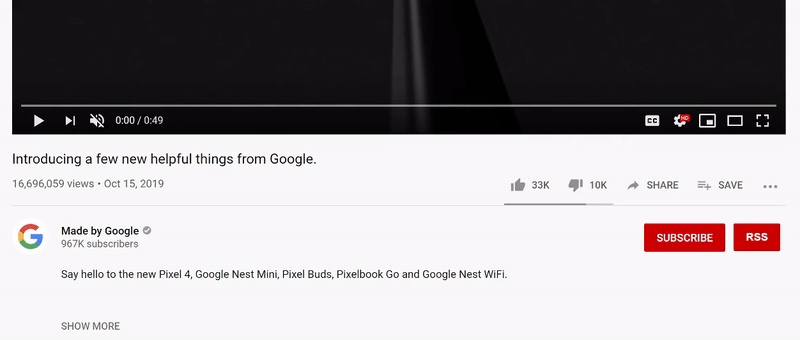 0:00 / 0:49
CC
HD
Introducing a few new helpful things from Google.
16,696,059 views • Oct 15, 2019
33K
10K
SHARE
SAVE
Made by Google
967K subscribers
SUBSCRIBE
RSS
Say hello to the new Pixel 4, Google Nest Mini, Pixel Buds, Pixelbook Go and Google Nest WiFi.
SHOW MORE